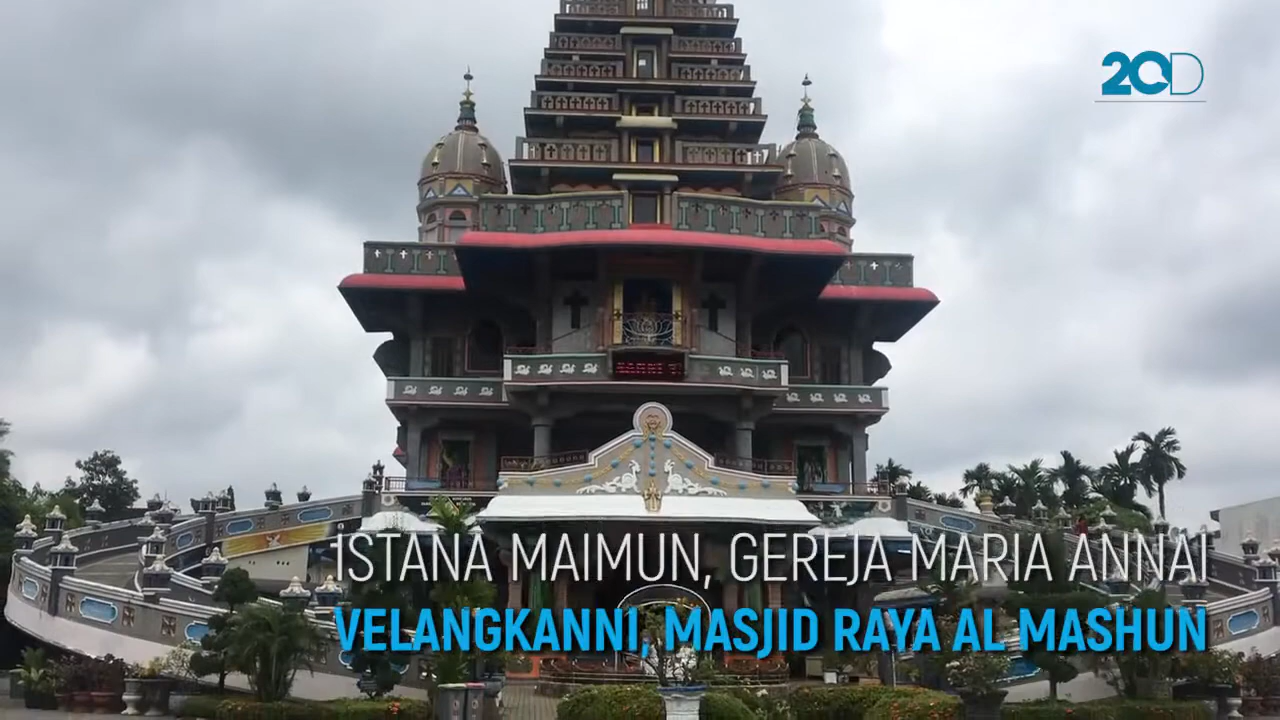 20D
ISTANA MAIMUN, GEREJA MARIA ANNAI
VELANGKANNI, MASJID RAYA AL MASHUN